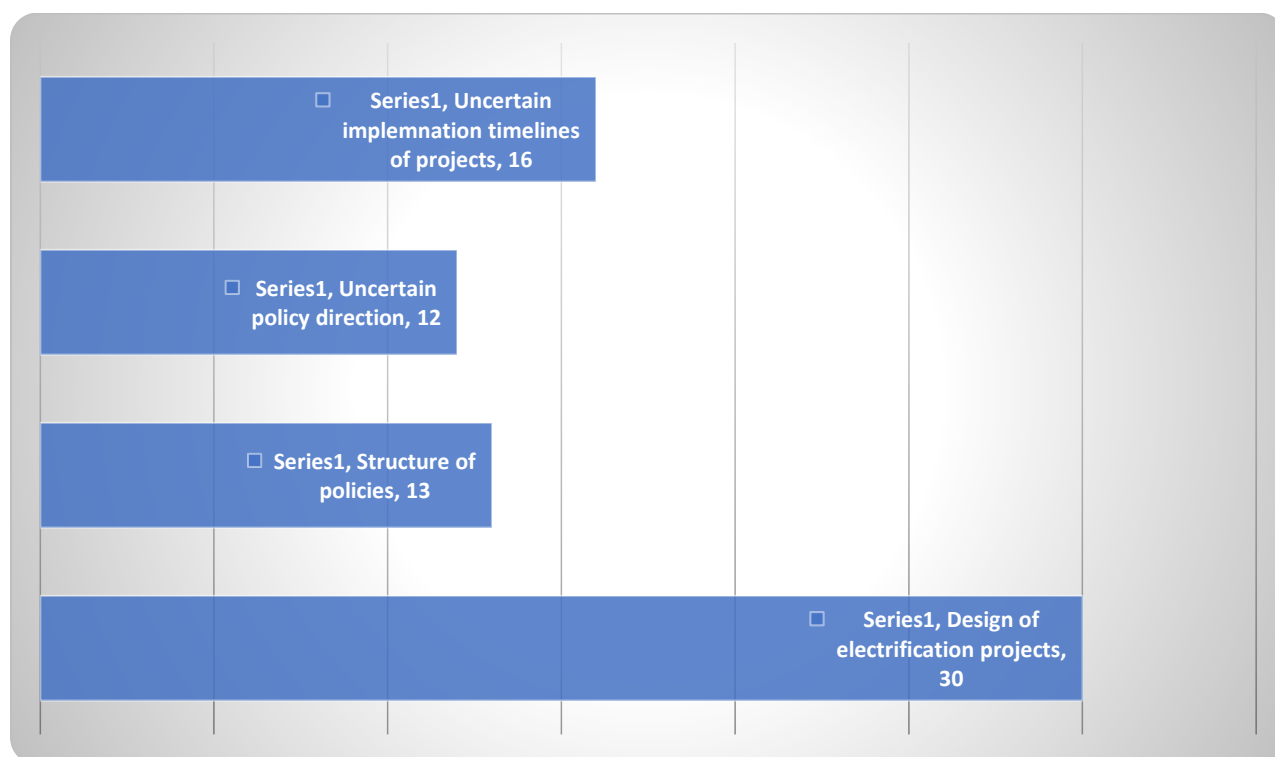 Series1, Uncertain
implemnation timelines
of projects, 16
Series1, Uncertain
policy direction, 12
Series1, Structure of
policies, 13
Series1, Design of
electrification projects,
30